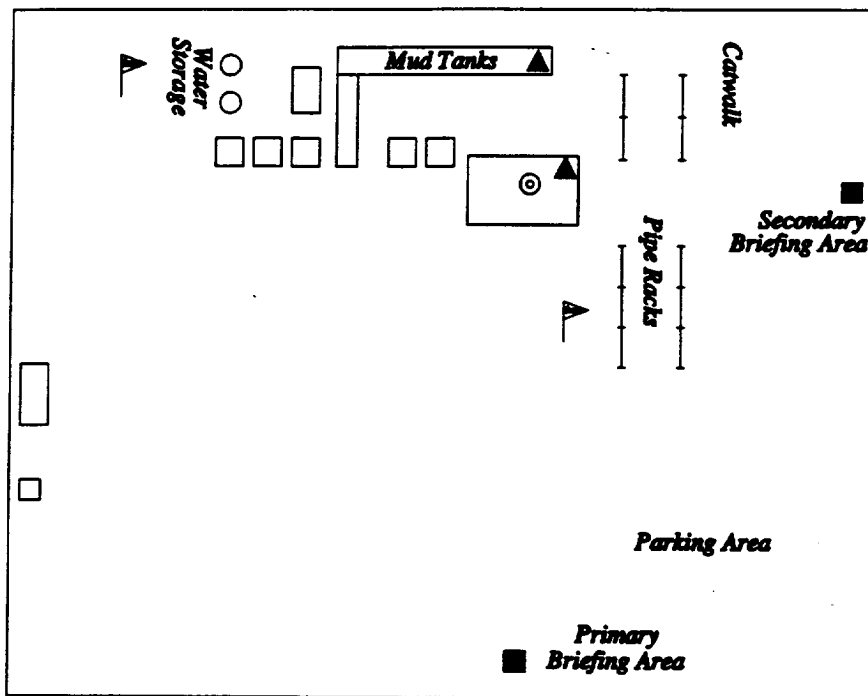 Water
Storage
Mud Tanks
Catwalk
Secondary
Briefing Area
Pipe Racks
Parking Area
Primary
Briefing Area